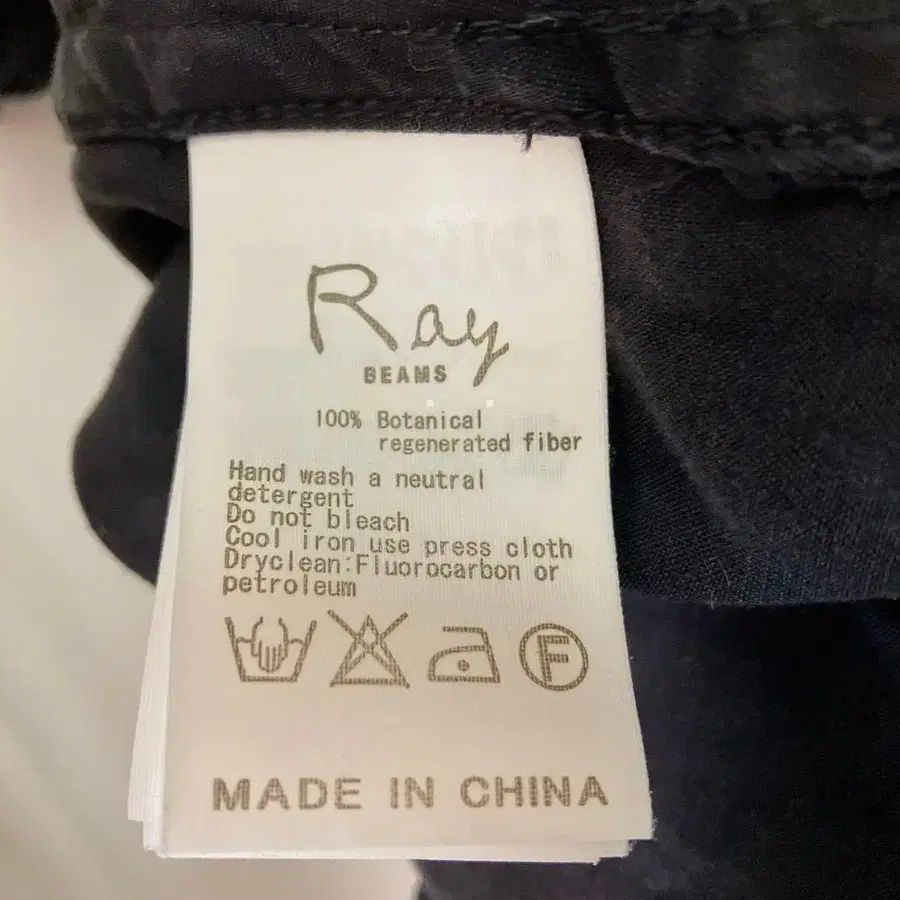 Ray
BEAMS
100% Botanical
regenerated fiber
Hand wash a neutral
detergent
Do not bleach
Cool iron use press cloth
Dryclean:Fluorocarbon or
petroleum
F
MADE IN CHINA